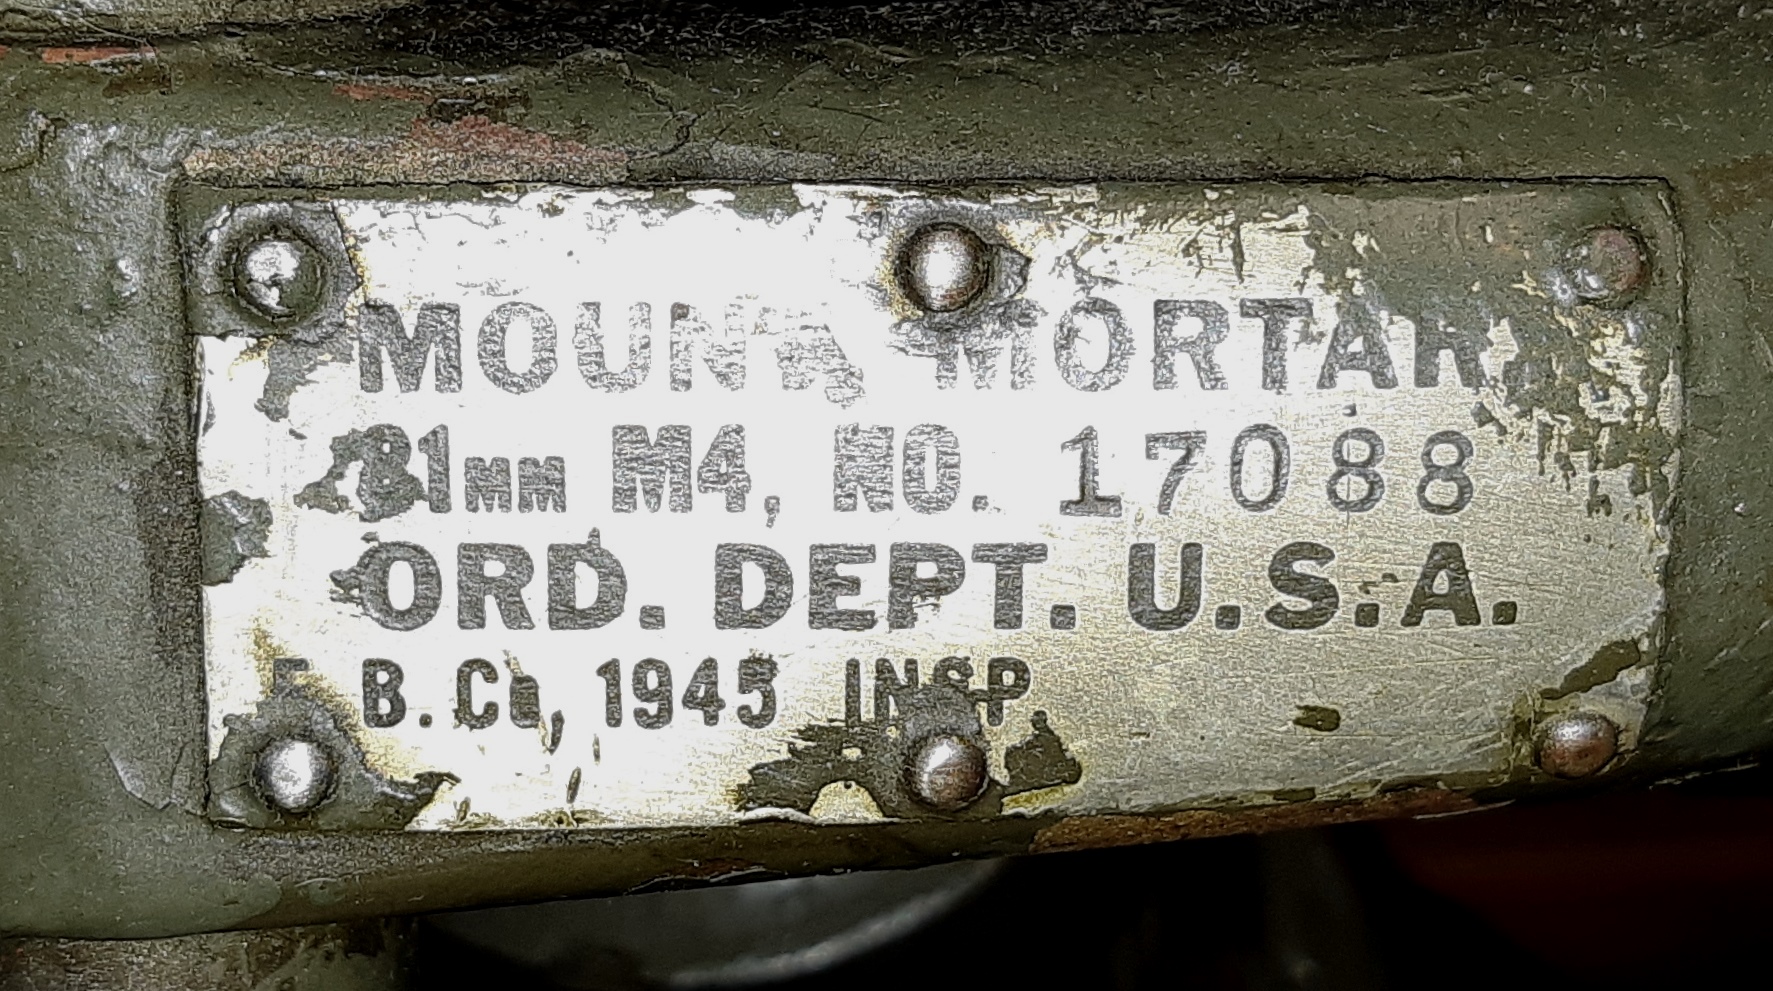 MOUNT, MORTAR,
81MM M4, NO. 17088
ORD. DEPT. U.S.A.
B. Co, 1945 INSP